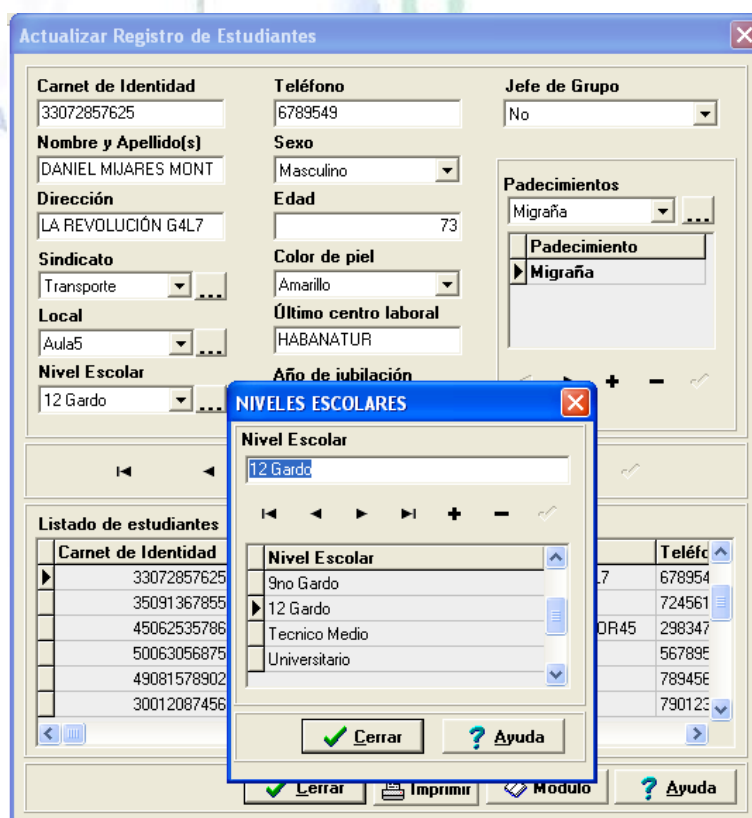 Actualizar Registro de Estudiantes
Carnet de Identidad
33072857625
Nombre y Apellido(s)
DANIEL MIJARES MONT
Dirección
LA REVOLUCIÓN G4L7
Sindicato
Transporte
...
Local
Aula5
...
Nivel Escolar
12 Gardo
...
Teléfono
6789549
Sexo
Masculino
Edad
73
Color de piel
Amarillo
Último centro laboral
HABANATUR
Año de jubilación
Jefe de Grupo
No
Padecimientos
Migraña
...
Padecimiento
Migraña
NIVELES ESCOLARES
Nivel Escolar
12 Gardo
Nivel Escolar
9no Gardo
12 Gardo
Tecnico Medio
Universitario
Cerrar
Ayuda
Listado de estudiantes
Carnet de Identidad Teléfc
33072857625 .7 678954
35091367855 724561
45062535786 OR45 298347
50063056875 567895
49081578902 789456
30012087456 790123
Cerrar Imprimir Módulo Ayuda